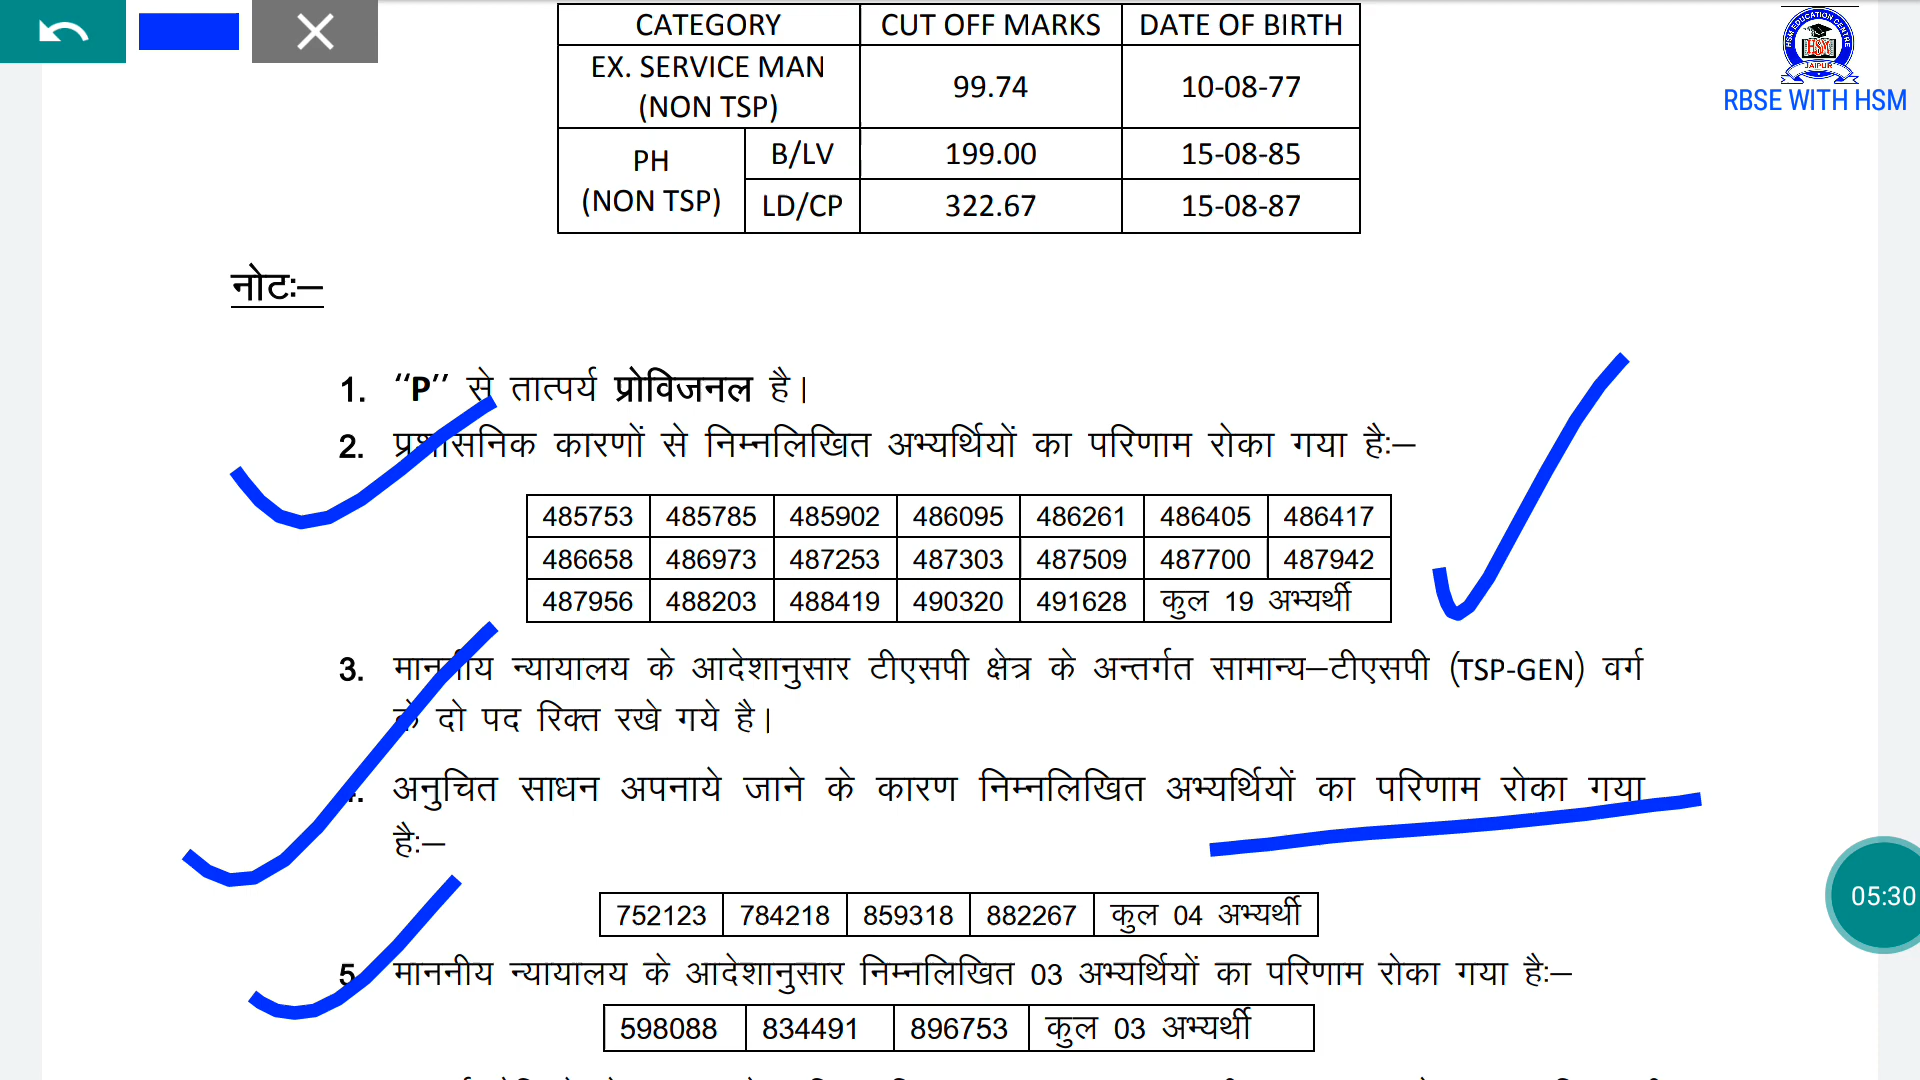 CATEGORY CUT OFF MARKS DATE OF BIRTH
EX. SERVICE MAN (NON TSP) 99.74 10-08-77
PH (NON TSP) B/LV 199.00 15-08-85
LD/CP 322.67 15-08-87
HSM EDUCATION CENTRE
HSM
JAIPUR
RBSE WITH HSM
नोटः–
1. “P” से तात्पर्य प्रोविजनल है।
2. प्रशासनिक कारणों से निम्नलिखित अभ्यर्थियों का परिणाम रोका गया हैः–
485753 485785 485902 486095 486261 486405 486417
486658 486973 487253 487303 487509 487700 487942
487956 488203 488419 490320 491628 कुल 19 अभ्यर्थी
3. माननीय न्यायालय के आदेशानुसार टीएसपी क्षेत्र के अन्तर्गत सामान्य–टीएसपी (TSP-GEN) वर्ग
के दो पद रिक्त रखे गये है।
4. अनुचित साधन अपनाये जाने के कारण निम्नलिखित अभ्यर्थियों का परिणाम रोका गया
हैः–
752123 784218 859318 882267 कुल 04 अभ्यर्थी
05:30
5. माननीय न्यायालय के आदेशानुसार निम्नलिखित 03 अभ्यर्थियों का परिणाम रोका गया हैः–
598088 834491 896753 कुल 03 अभ्यर्थी